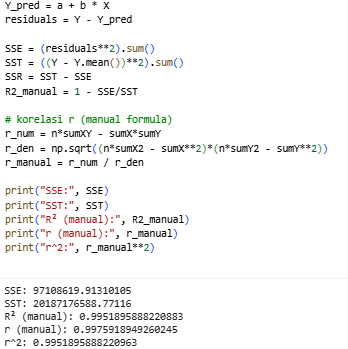 Y_pred = a + b * X
residuals = Y - Y_pred
SSE = (residuals**2).sum()
SST = ((Y - Y.mean())**2).sum()
SSR = SST - SSE
R2_manual = 1 - SSE/SST
# korelasi r (manual formula)
r_num = n*sumXY - sumX*sumY
r_den = np.sqrt((n*sumX2 - sumX**2)*(n*sumY2 - sumY**2))
r_manual = r_num / r_den
print("SSE:", SSE)
print("SST:", SST)
print("R² (manual):", R2_manual)
print("r (manual):", r_manual)
print("r^2:", r_manual**2)
SSE: 97108619.91310105
SST: 20187176588.77116
R² (manual): 0.9951895888220883
r (manual): 0.9975918949260245
r^2: 0.9951895888220963